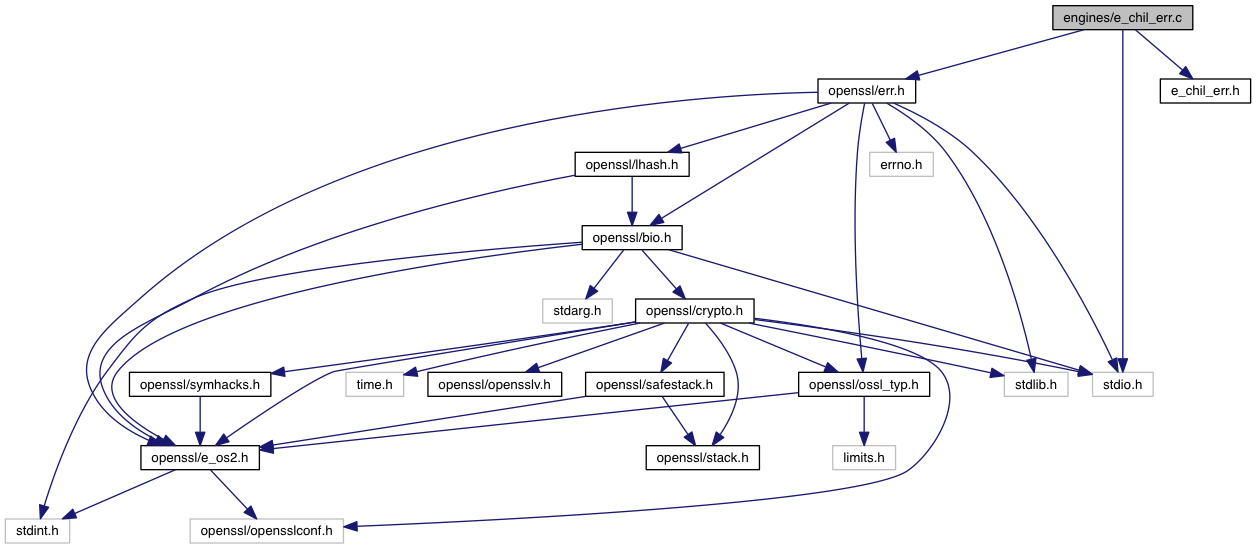 engines/e_chil_err.c
openssl/err.h
e_chil_err.h
openssl/lhash.h
errno.h
openssl/bio.h
stdarg.h
openssl/crypto.h
openssl/symhacks.h
time.h
openssl/opensslv.h
openssl/safestack.h
openssl/ossl_typ.h
stdlib.h
stdio.h
openssl/e_os2.h
openssl/stack.h
limits.h
stdint.h
openssl/opensslconf.h